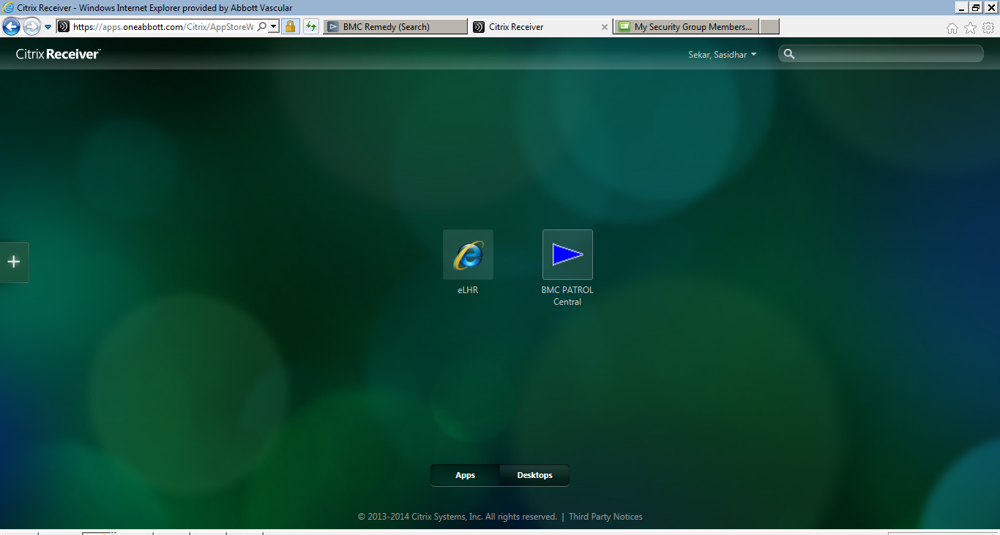 Citrix Receiver - Windows Internet Explorer provided by Abbott Vascular
https://apps.oneabbott.com/Citrix/AppStoreW
BMC Remedy (Search)
Citrix Receiver
My Security Group Members...
Citrix Receiver™
Sekar, Sasidhar
eLHR
BMC PATROL
Central
Apps
Desktops
© 2013-2014 Citrix Systems, Inc. All rights reserved. | Third Party Notices